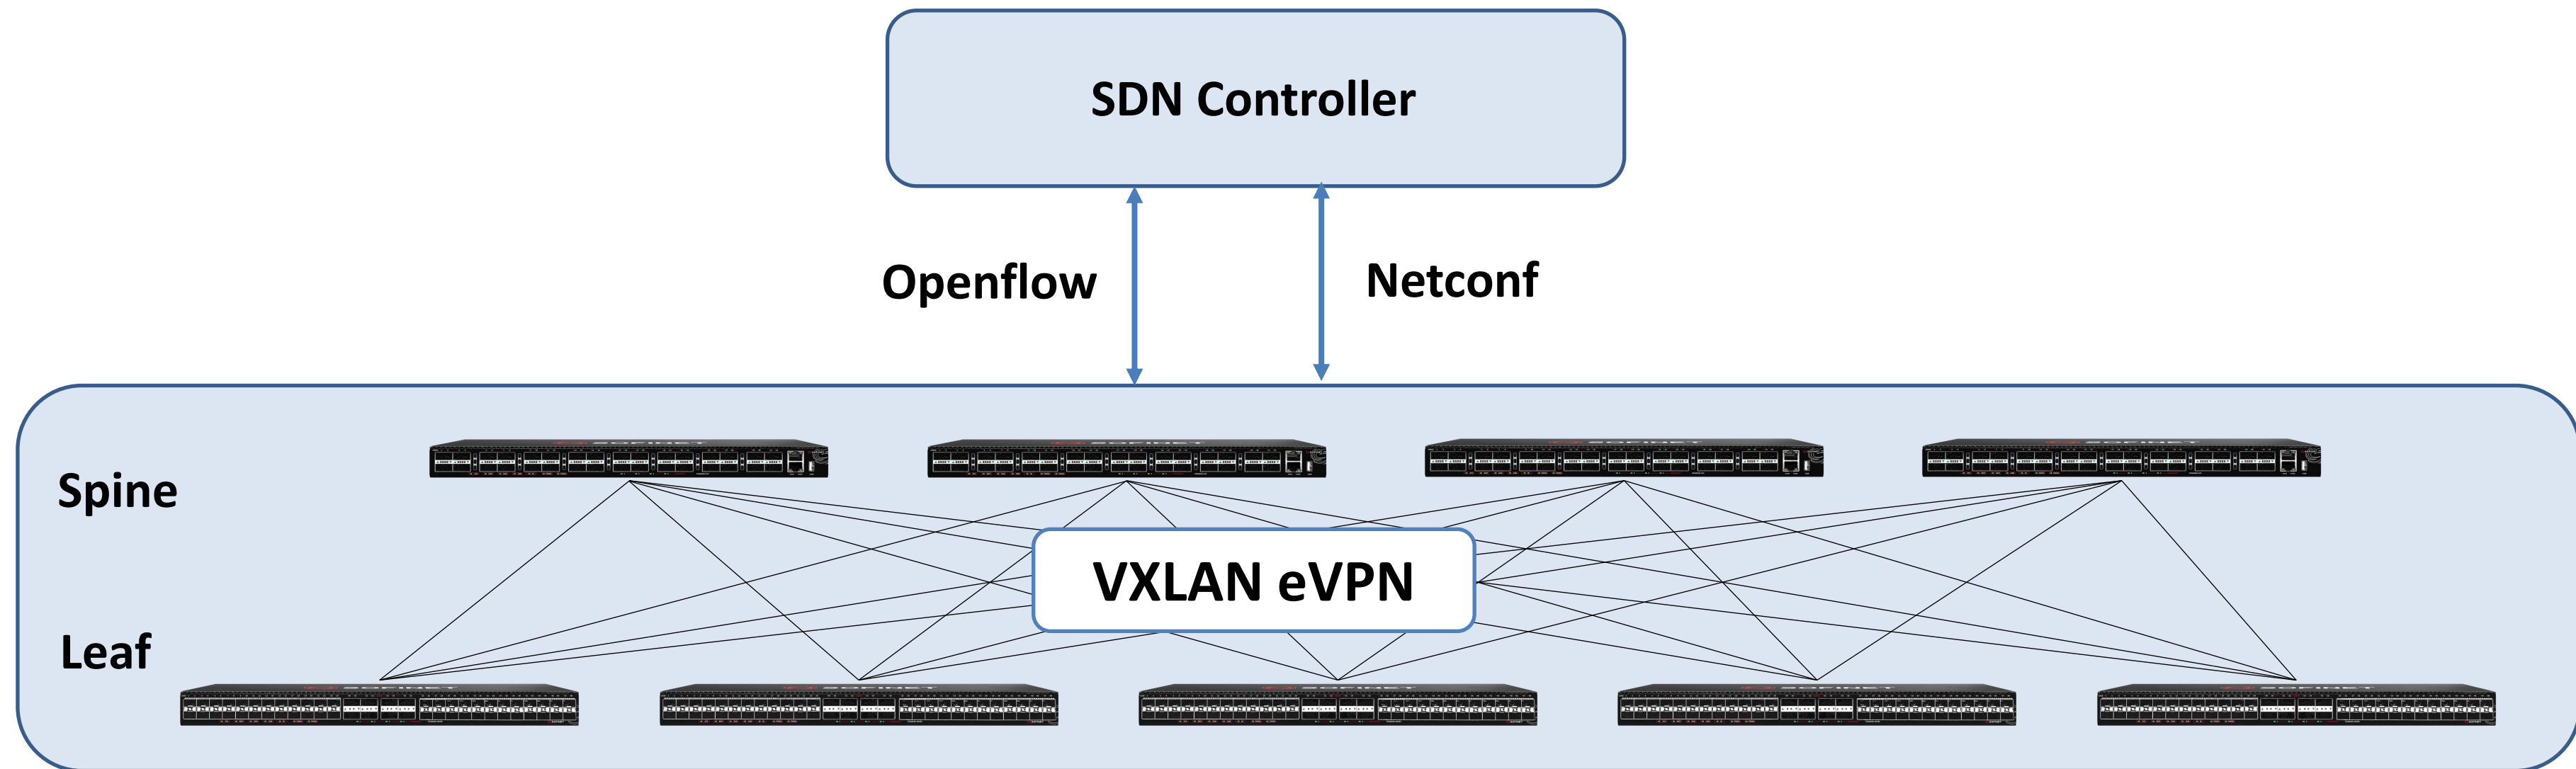 SDN Controller
Openflow
Netconf
Spine
VXLAN eVPN
Leaf